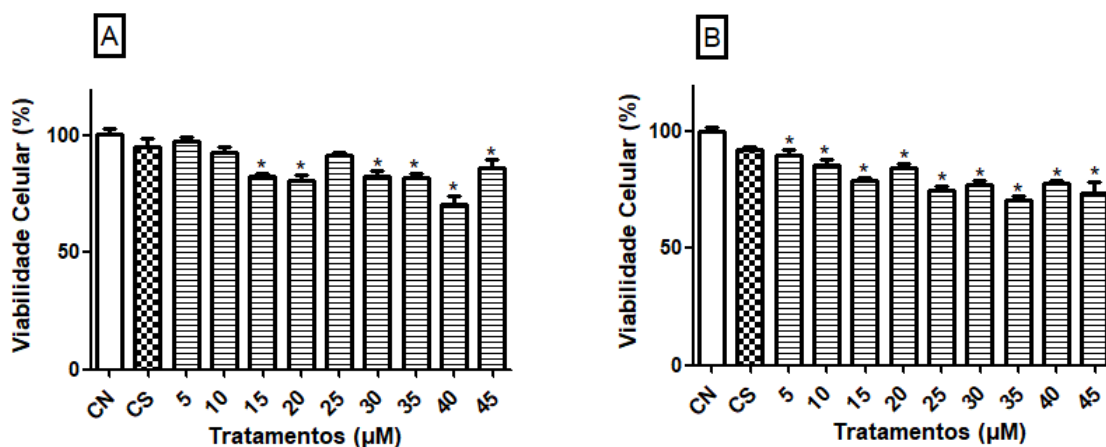 A
Viabilidade Celular (%)
100
50
0
* * * * * *
CN CS 5 10 15 20 25 30 35 40 45
Tratamentos (µM)
B
Viabilidade Celular (%)
100
50
0
* * * * * * * * *
CN CS 5 10 15 20 25 30 35 40 45
Tratamentos (µM)